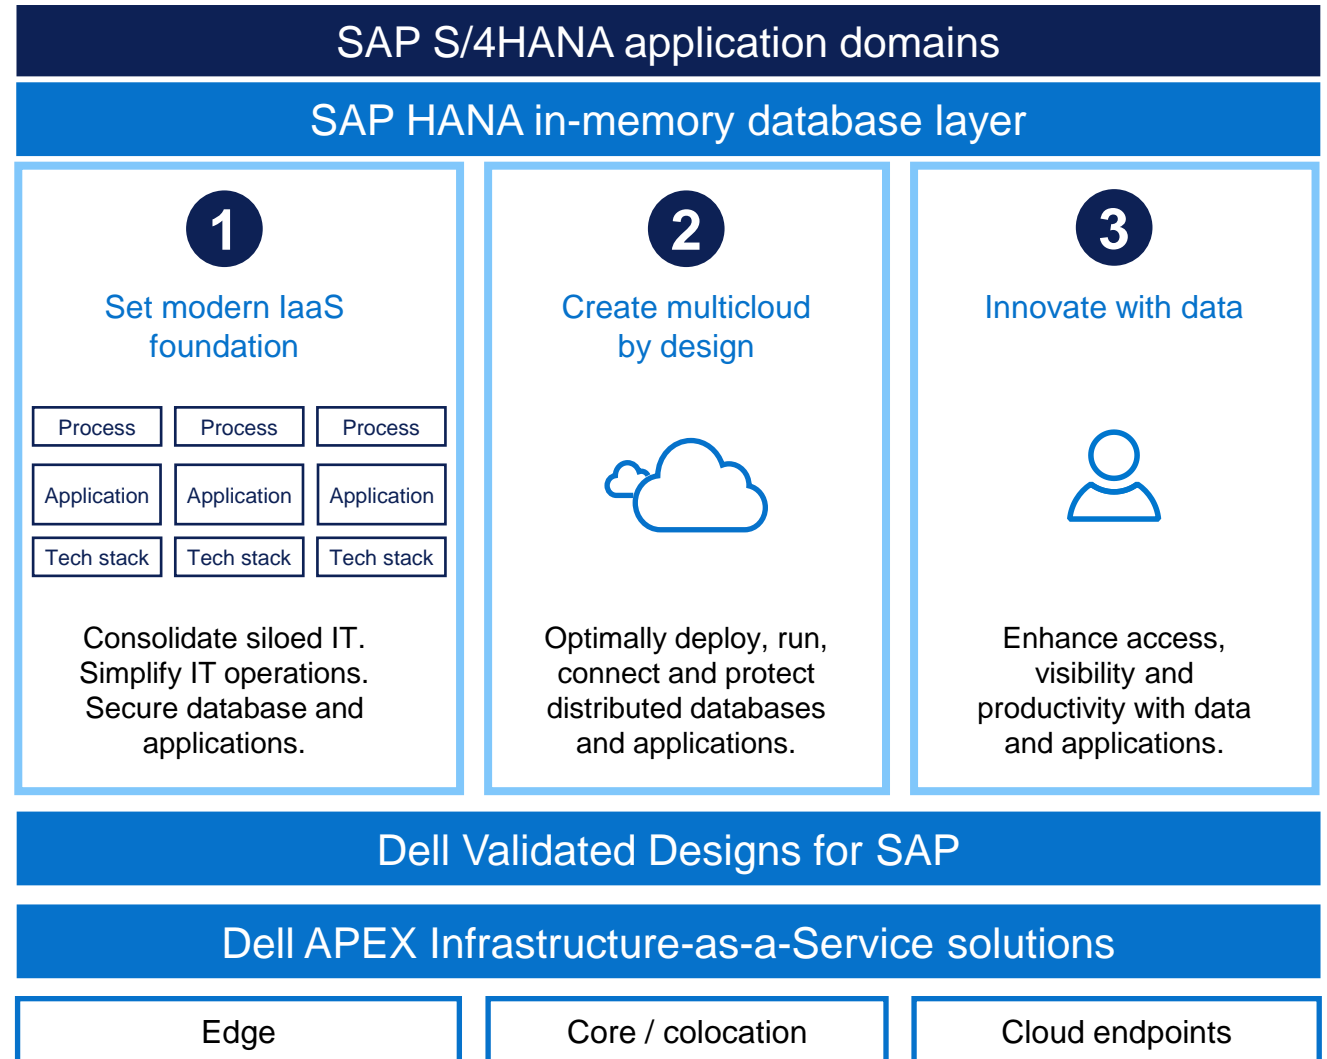 SAP S/4HANA application domains
SAP HANA in-memory database layer
1
Set modern IaaS
foundation
Process Process Process
Application Application Application
Tech stack Tech stack Tech stack
Consolidate siloed IT.
Simplify IT operations.
Secure database and
applications.
2
Create multicloud
by design
Optimally deploy, run,
connect and protect
distributed databases
and applications.
3
Innovate with data
Enhance access,
visibility and
productivity with data
and applications.
Dell Validated Designs for SAP
Dell APEX Infrastructure-as-a-Service solutions
Edge
Core / colocation
Cloud endpoints